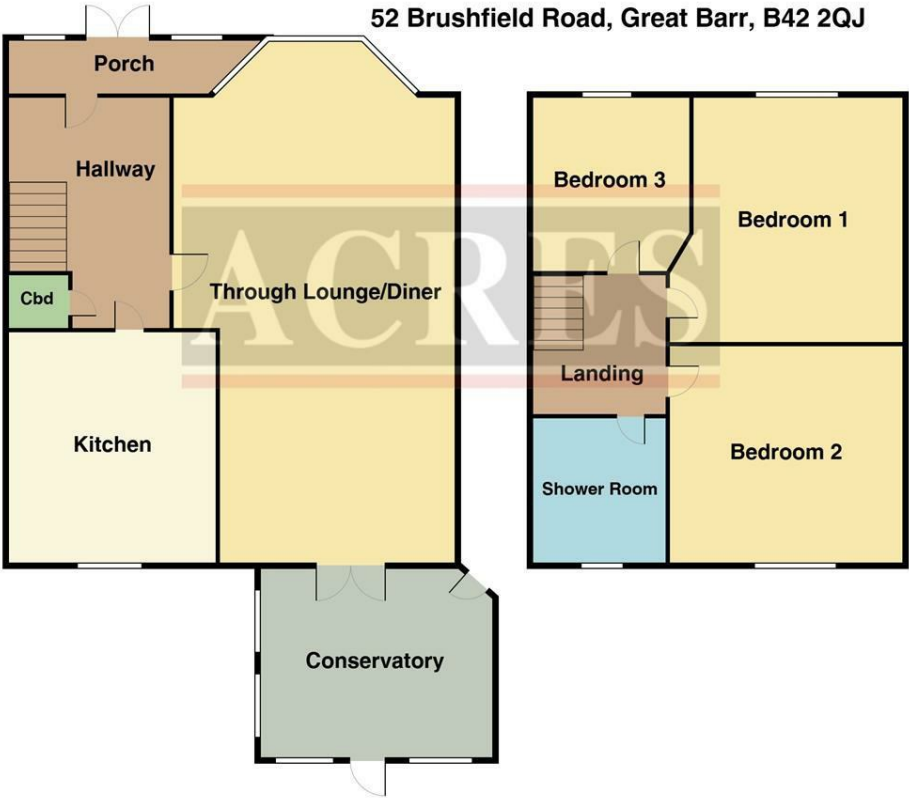 52 Brushfield Road, Great Barr, B42 2QJ
Porch
Hallway
Cbd
Through Lounge/Diner
Kitchen
Conservatory
Bedroom 3
Bedroom 1
Landing
Bedroom 2
Shower Room
ACRES